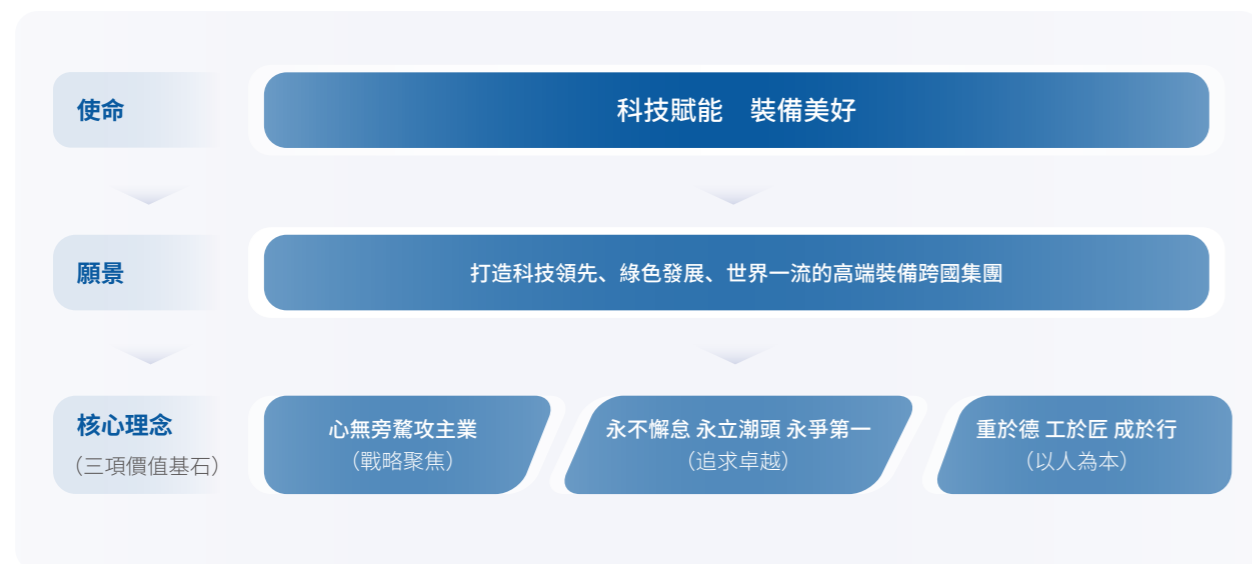 使命
科技賦能　裝備美好
願景
打造科技領先、綠色發展、世界一流的高端裝備跨國集團
核心理念
（三項價值基石）
心無旁騖攻主業
（戰略聚焦）
永不懈怠 永立潮頭 永爭第一
（追求卓越）
重於德 工於匠 成於行
（以人為本）